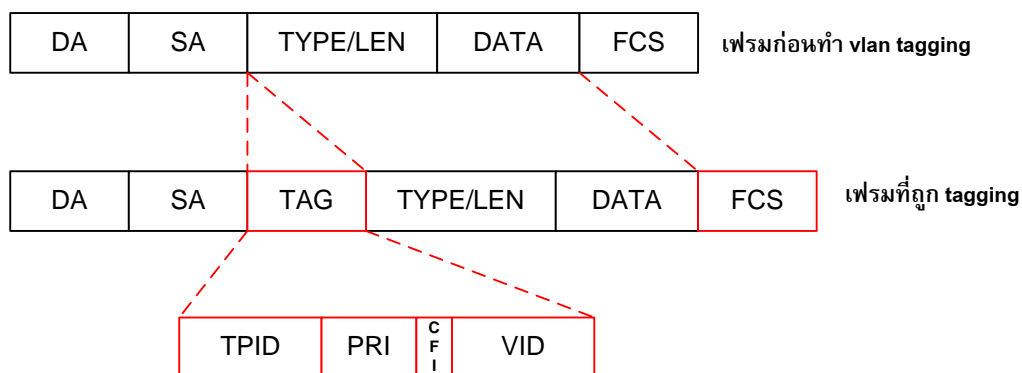 DA SA TYPE/LEN DATA FCS เฟรมก่อนทำ vlan tagging
DA SA TAG TYPE/LEN DATA FCS เฟรมที่ถูก tagging
TPID PRI CFI VID